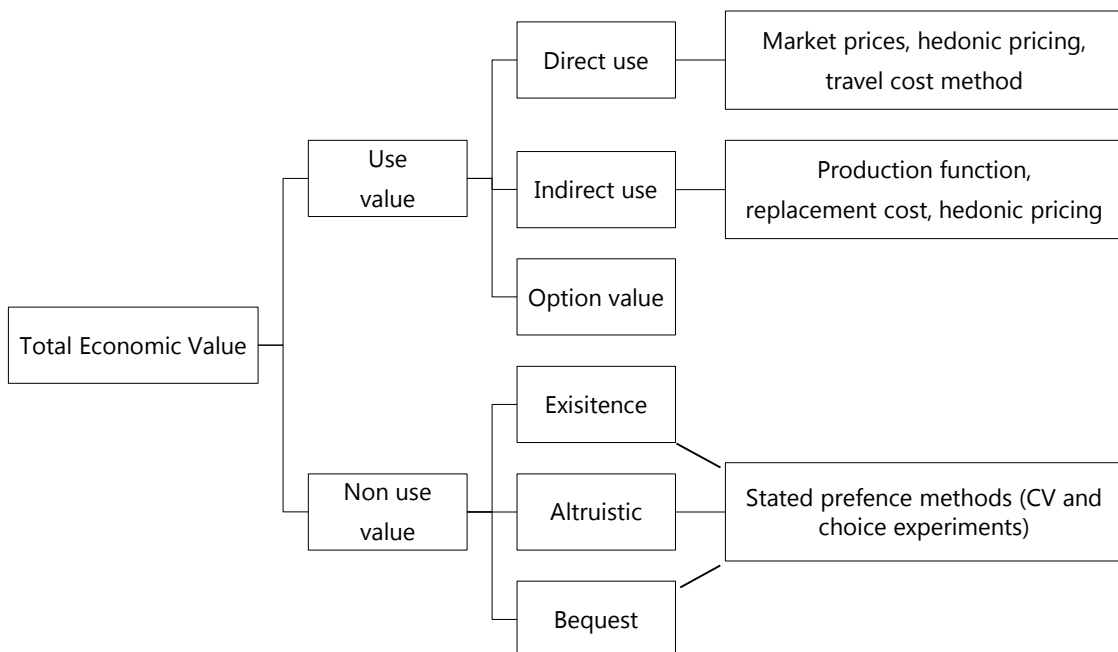 Total Economic Value
Use
value
Non use
value
Direct use
Indirect use
Option value
Exisitence
Altruistic
Bequest
Market prices, hedonic pricing,
travel cost method
Production function,
replacement cost, hedonic pricing
Stated prefence methods (CV and
choice experiments)